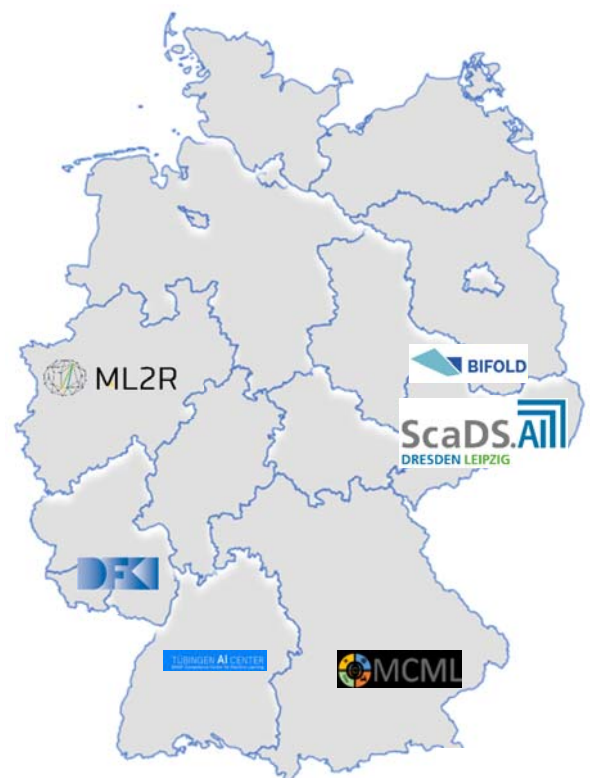 BIFOLD
ML2R
ScaDS.AI
DRESDEN LEIPZIG
DFKI
TÜBINGEN AI CENTER
MCML